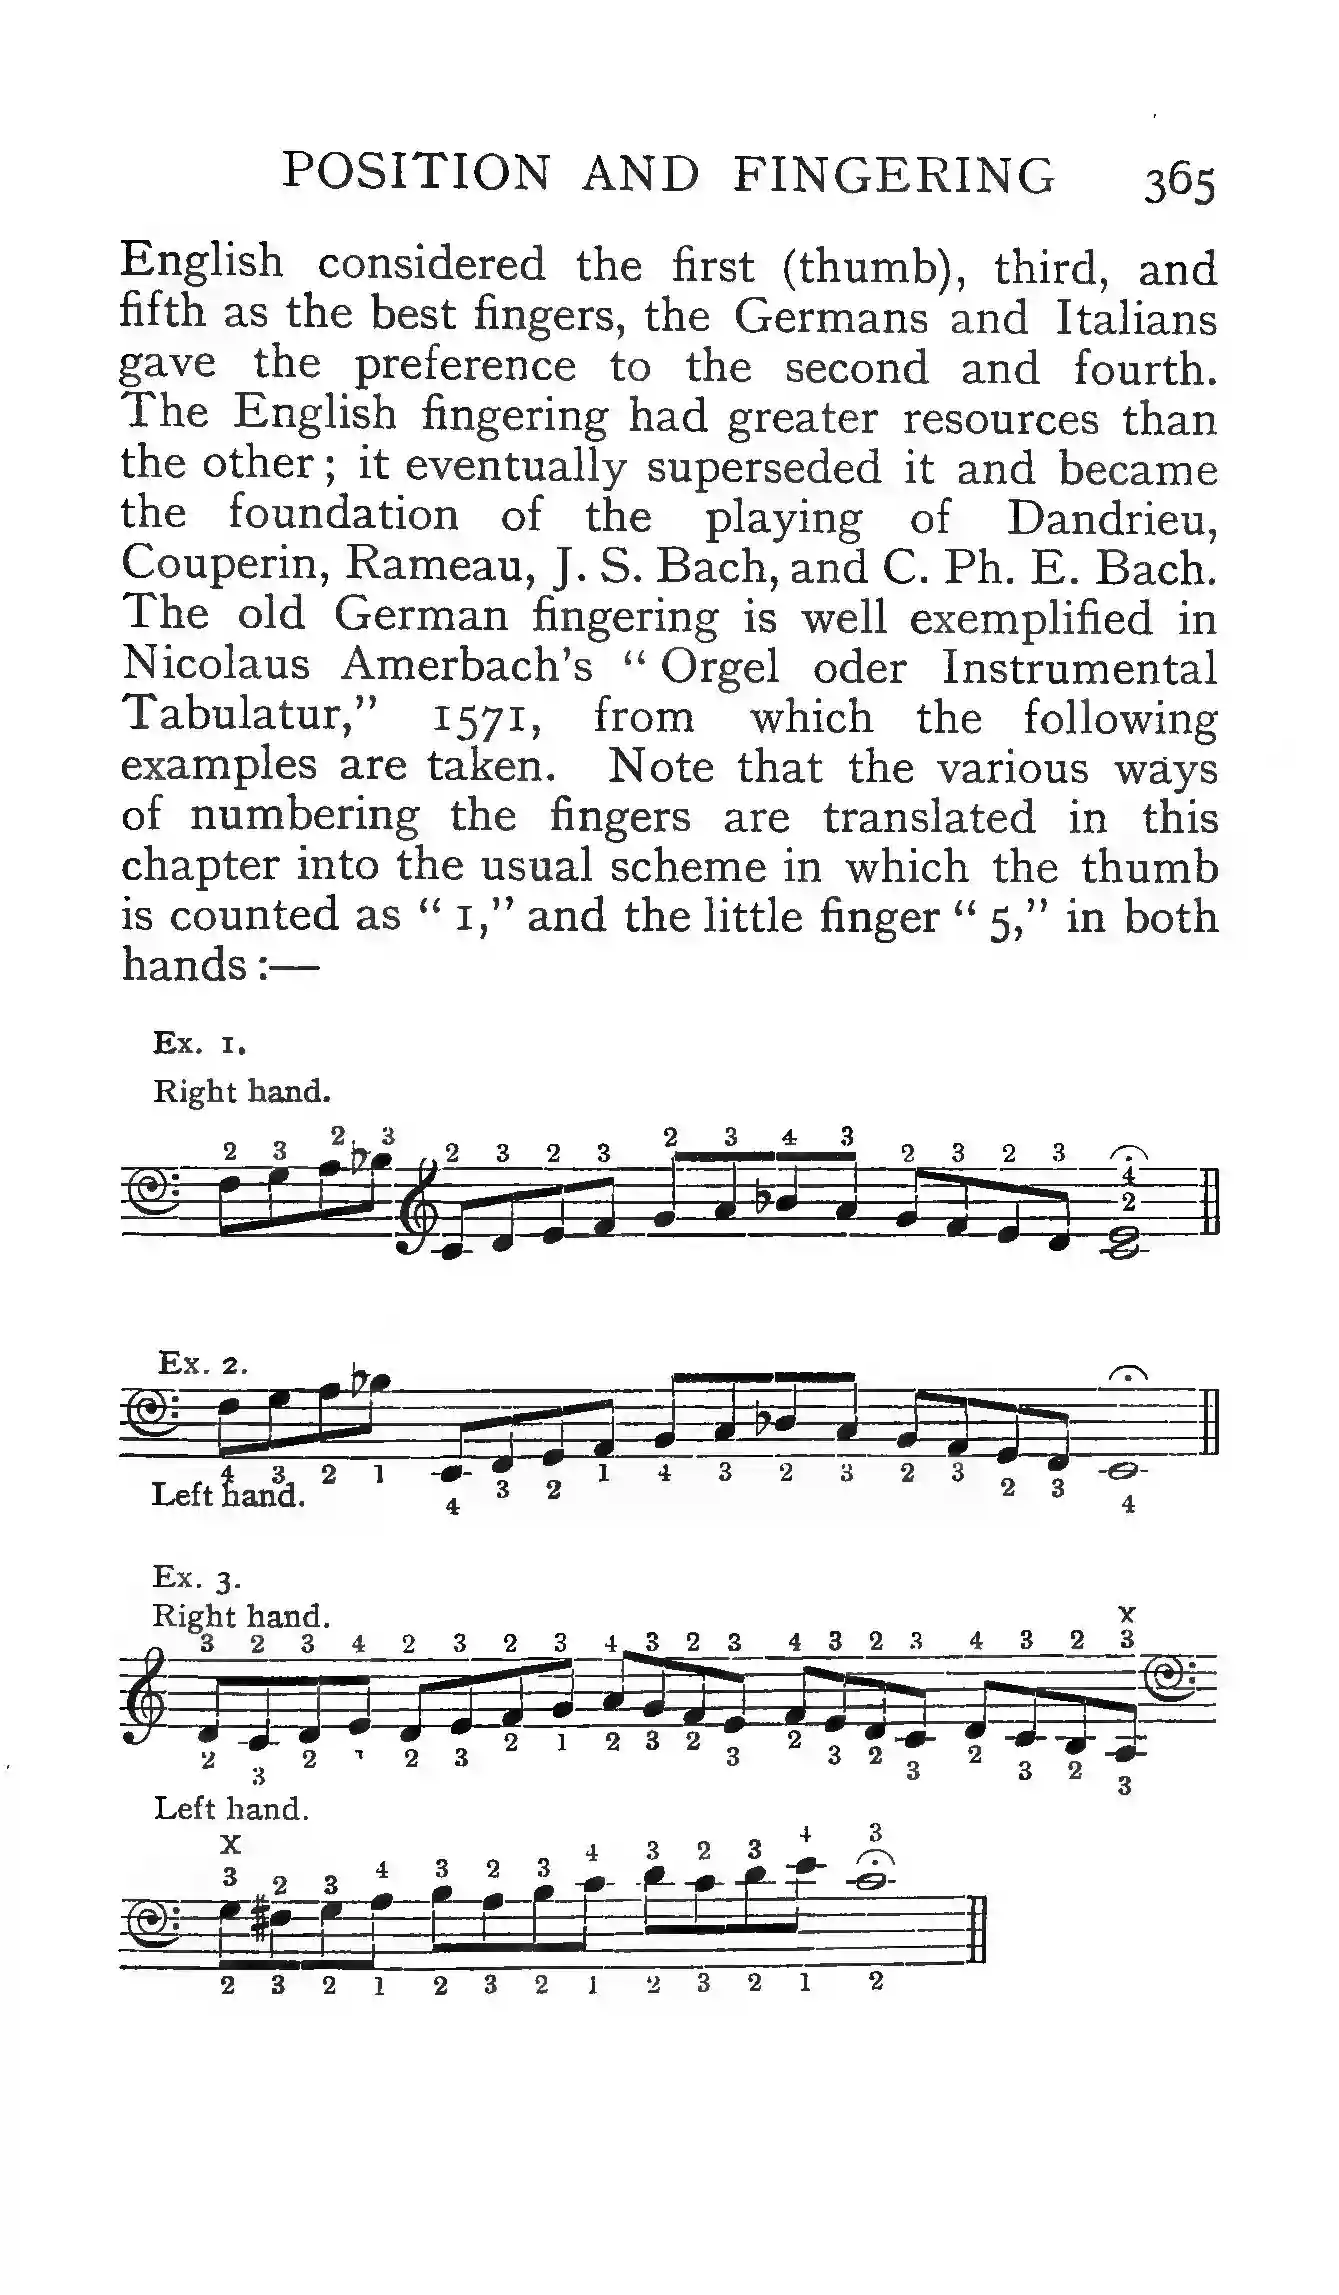 POSITION AND FINGERING 365
English considered the first (thumb), third, and
fifth as the best fingers, the Germans and Italians
gave the preference to the second and fourth.
The English fingering had greater resources than
the other; it eventually superseded it and became
the foundation of the playing of Dandrieu,
Couperin, Rameau, J. S. Bach, and C. Ph. E. Bach.
The old German fingering is well exemplified in
Nicolaus Amerbach's “ Orgel oder Instrumental
Tabulatur,” 1571, from which the following
examples are taken. Note that the various ways
of numbering the fingers are translated in this
chapter into the usual scheme in which the thumb
is counted as “ 1,” and the little finger “ 5,” in both
hands :—
Ex. 1.
Right hand.
2 3 2 3 2 3 2 3 2 3 4 3 2 3 2 3 4
2
Ex. 2.
4 3 2 1 4 3 2 1 4 3 2 3 2 3 2 3 4
Left hand.
Ex. 3.
Right hand. x
3 2 3 4 2 3 2 3 4 3 2 3 4 3 2 3 4 3 2 3
2 3 2 1 2 3 2 1 2 3 2 3 2 3 2 3 2 3 2 3
Left hand.
x
3 2 3 4 3 2 3 4 3 2 3 4 3
2 3 2 1 2 3 2 1 2 3 2 1 2